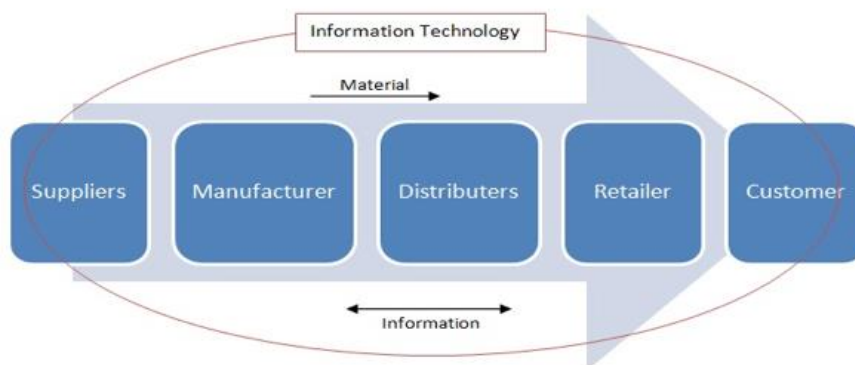 Information Technology
Material
Suppliers
Manufacturer
Distributers
Retailer
Customer
Information